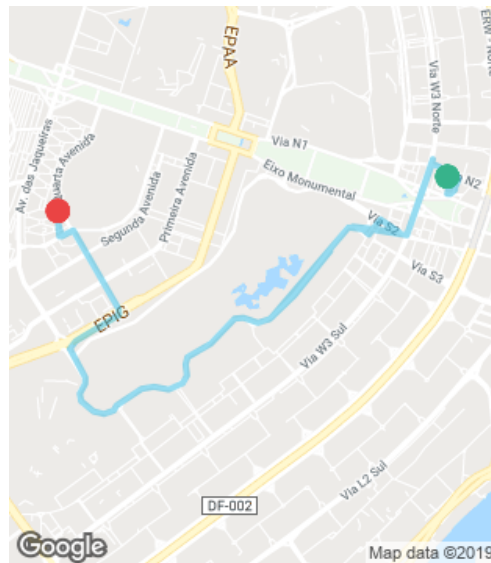 ERW - NORTE
EPAA
Via W3 Norte
Av. das Jaqueiras
Quarta Avenida
Via N1
Eixo Monumental
N2
Primeira Avenida
Segunda Avenida
Via S2
Via S3
EPIG
Via W3 Sul
Via L2 Sul
DF-002
Google
Map data ©2019